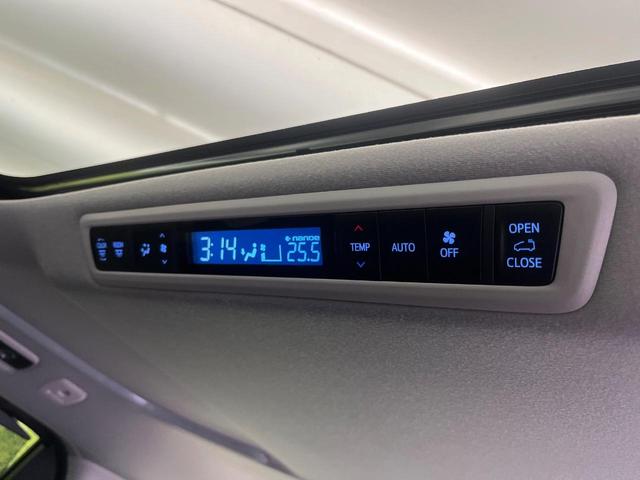 nanoe
3:14 25.5
TEMP
AUTO
OFF
OPEN
CLOSE